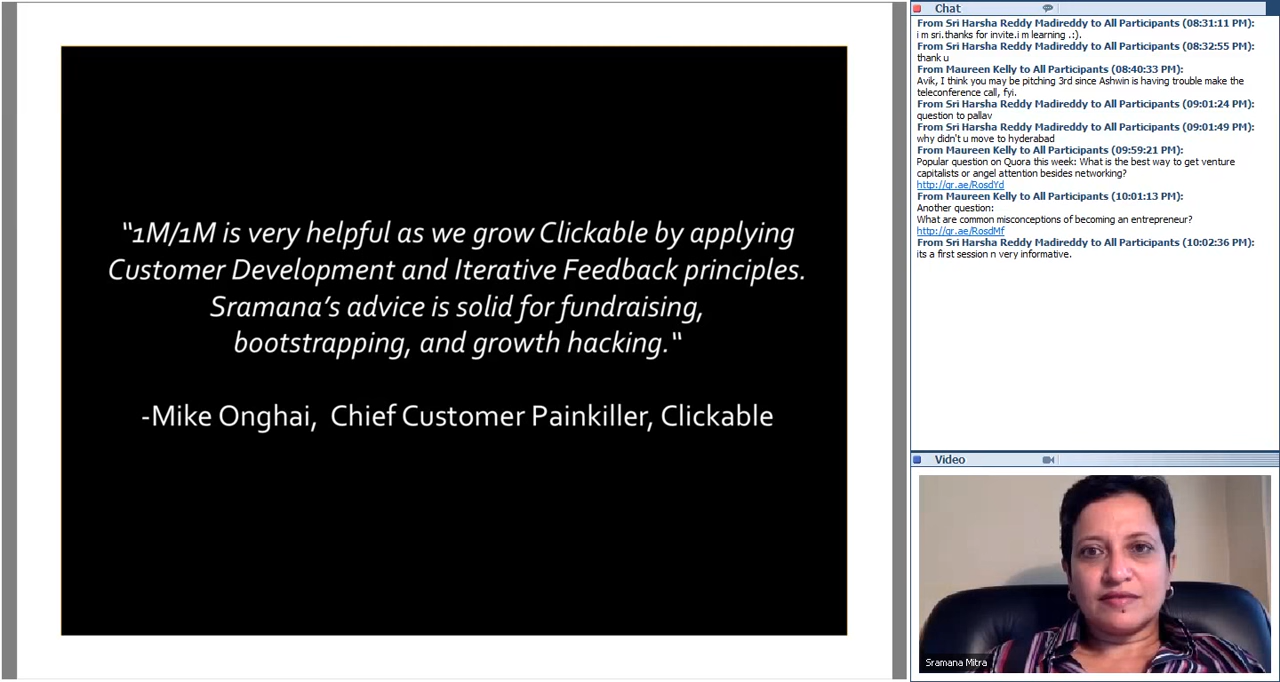 “1M/1M is very helpful as we grow Clickable by applying
Customer Development and Iterative Feedback principles.
Sramana’s advice is solid for fundraising,
bootstrapping, and growth hacking.“
-Mike Onghai,  Chief Customer Painkiller, Clickable
Chat
From Sri Harsha Reddy Madireddy to All Participants (08:31:11 PM):
i m sri.thanks for invite.i m learning .:).
From Sri Harsha Reddy Madireddy to All Participants (08:32:55 PM):
thank u
From Maureen Kelly to All Participants (08:40:33 PM):
Avik, I think you may be pitching 3rd since Ashwin is having trouble make the
teleconference call, fyi.
From Sri Harsha Reddy Madireddy to All Participants (09:01:24 PM):
question to pallav
From Sri Harsha Reddy Madireddy to All Participants (09:01:49 PM):
why didn't u move to hyderabad
From Maureen Kelly to All Participants (09:59:21 PM):
Popular question on Quora this week: What is the best way to get venture
capitalists or angel attention besides networking?
http://qr.ae/RosdYd
From Maureen Kelly to All Participants (10:01:13 PM):
Another question:
What are common misconceptions of becoming an entrepreneur?
http://qr.ae/RosdMf
From Sri Harsha Reddy Madireddy to All Participants (10:02:36 PM):
its a first session n very informative.
Video
Sramana Mitra